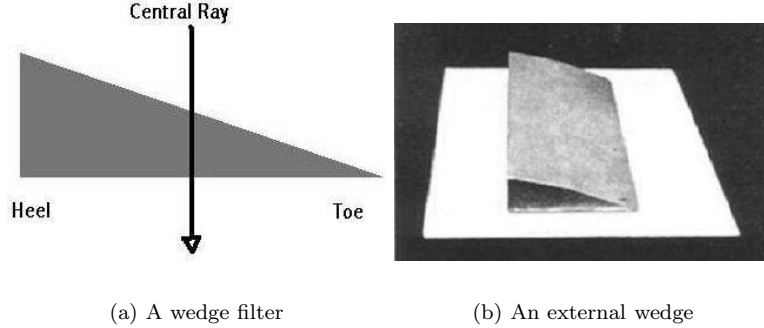 Central Ray
Heel
Toe
(a) A wedge filter
(b) An external wedge